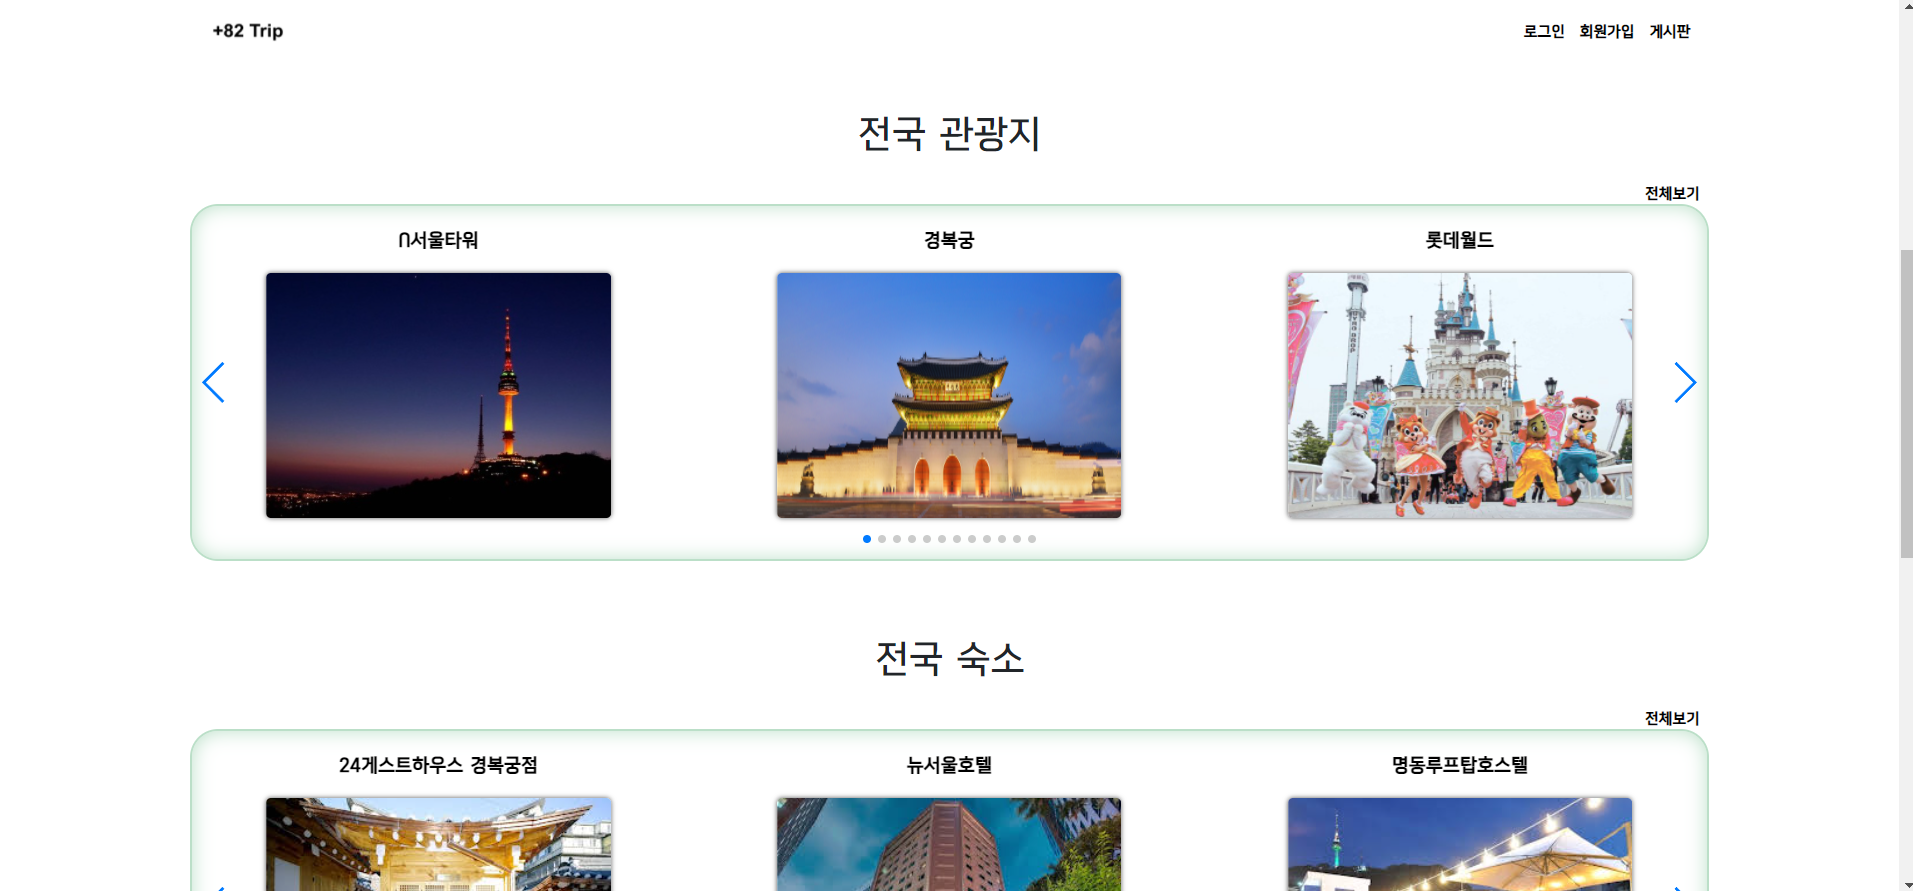 +82 Trip
로그인 회원가입 게시판
전국 관광지
전체보기
N서울타워
경복궁
롯데월드
GYRO DROP
전국 숙소
전체보기
24게스트하우스 경복궁점
뉴서울호텔
명동루프탑호스텔